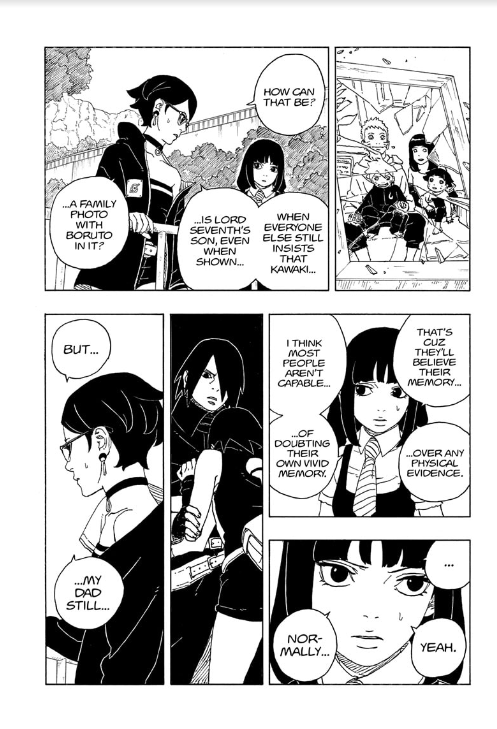 HOW CAN
THAT BE?
WHEN
EVERYONE
ELSE STILL
INSISTS
THAT
KAWAKI...
...IS LORD
SEVENTH'S
SON, EVEN
WHEN
SHOWN...
...A FAMILY
PHOTO
WITH
BORUTO
IN IT?
THAT'S
CUZ
THEY'LL
BELIEVE
THEIR
MEMORY...
...OVER ANY
PHYSICAL
EVIDENCE.
I THINK
MOST
PEOPLE
AREN'T
CAPABLE...
...OF
DOUBTING
THEIR
OWN VIVID
MEMORY.
...
YEAH.
NOR-
MALLY...
BUT...
...MY
DAD
STILL...